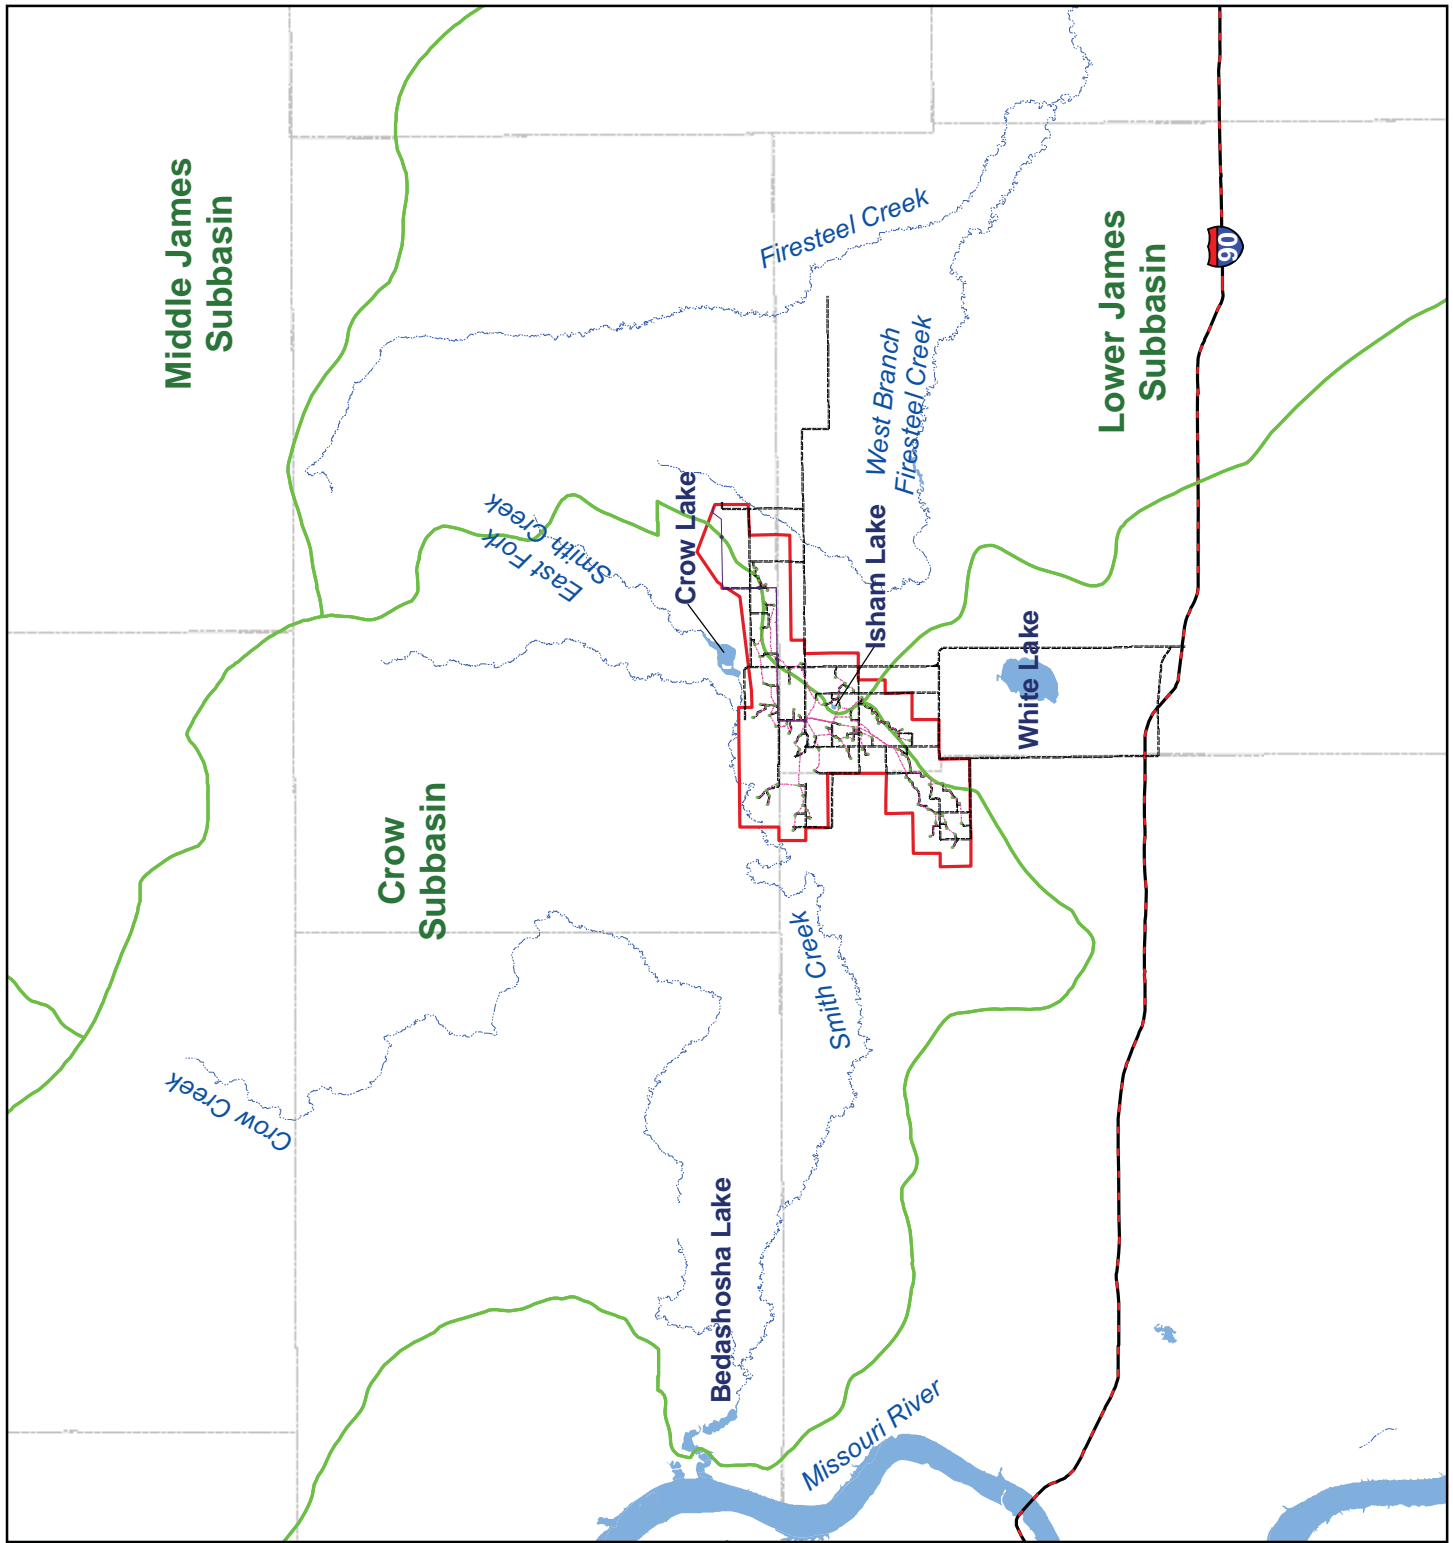 Middle James
Subbasin
Firesteel Creek
Lower James
Subbasin
90
West Branch
Firesteel Creek
East Fork
Smith Creek
Crow Lake
Isham Lake
White Lake
Crow
Subbasin
Smith Creek
Crow Creek
Bedashosha Lake
Missouri River